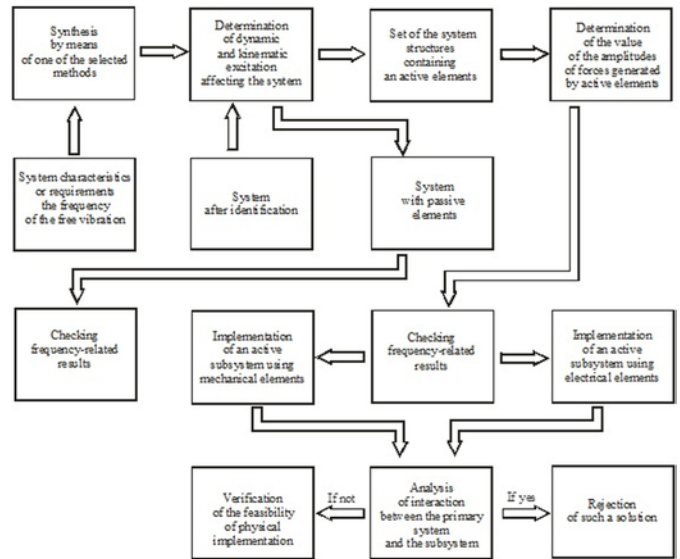 Synthesis
by means
of one of the selected
methods
Determination
of dynamic
and kinematic
excitation
affecting the system
Set of the system
structures
containing
an active elements
Determination
of the value
of the amplitudes
of forces generated
by active elements
System characteristics
or requirements
the frequency
of the free vibration
System
after identification
System
with passive
elements
Checking
frequency-related
results
Implementation
of an active
subsystem using
mechanical elements
Checking
frequency-related
results
Implementation
of an active
subsystem using
electrical elements
Verification
of the feasibility
of physical
implementation
If not
Analysis
of interaction
between the primary
system
and the subsystem
If yes
Rejection
of such a solution